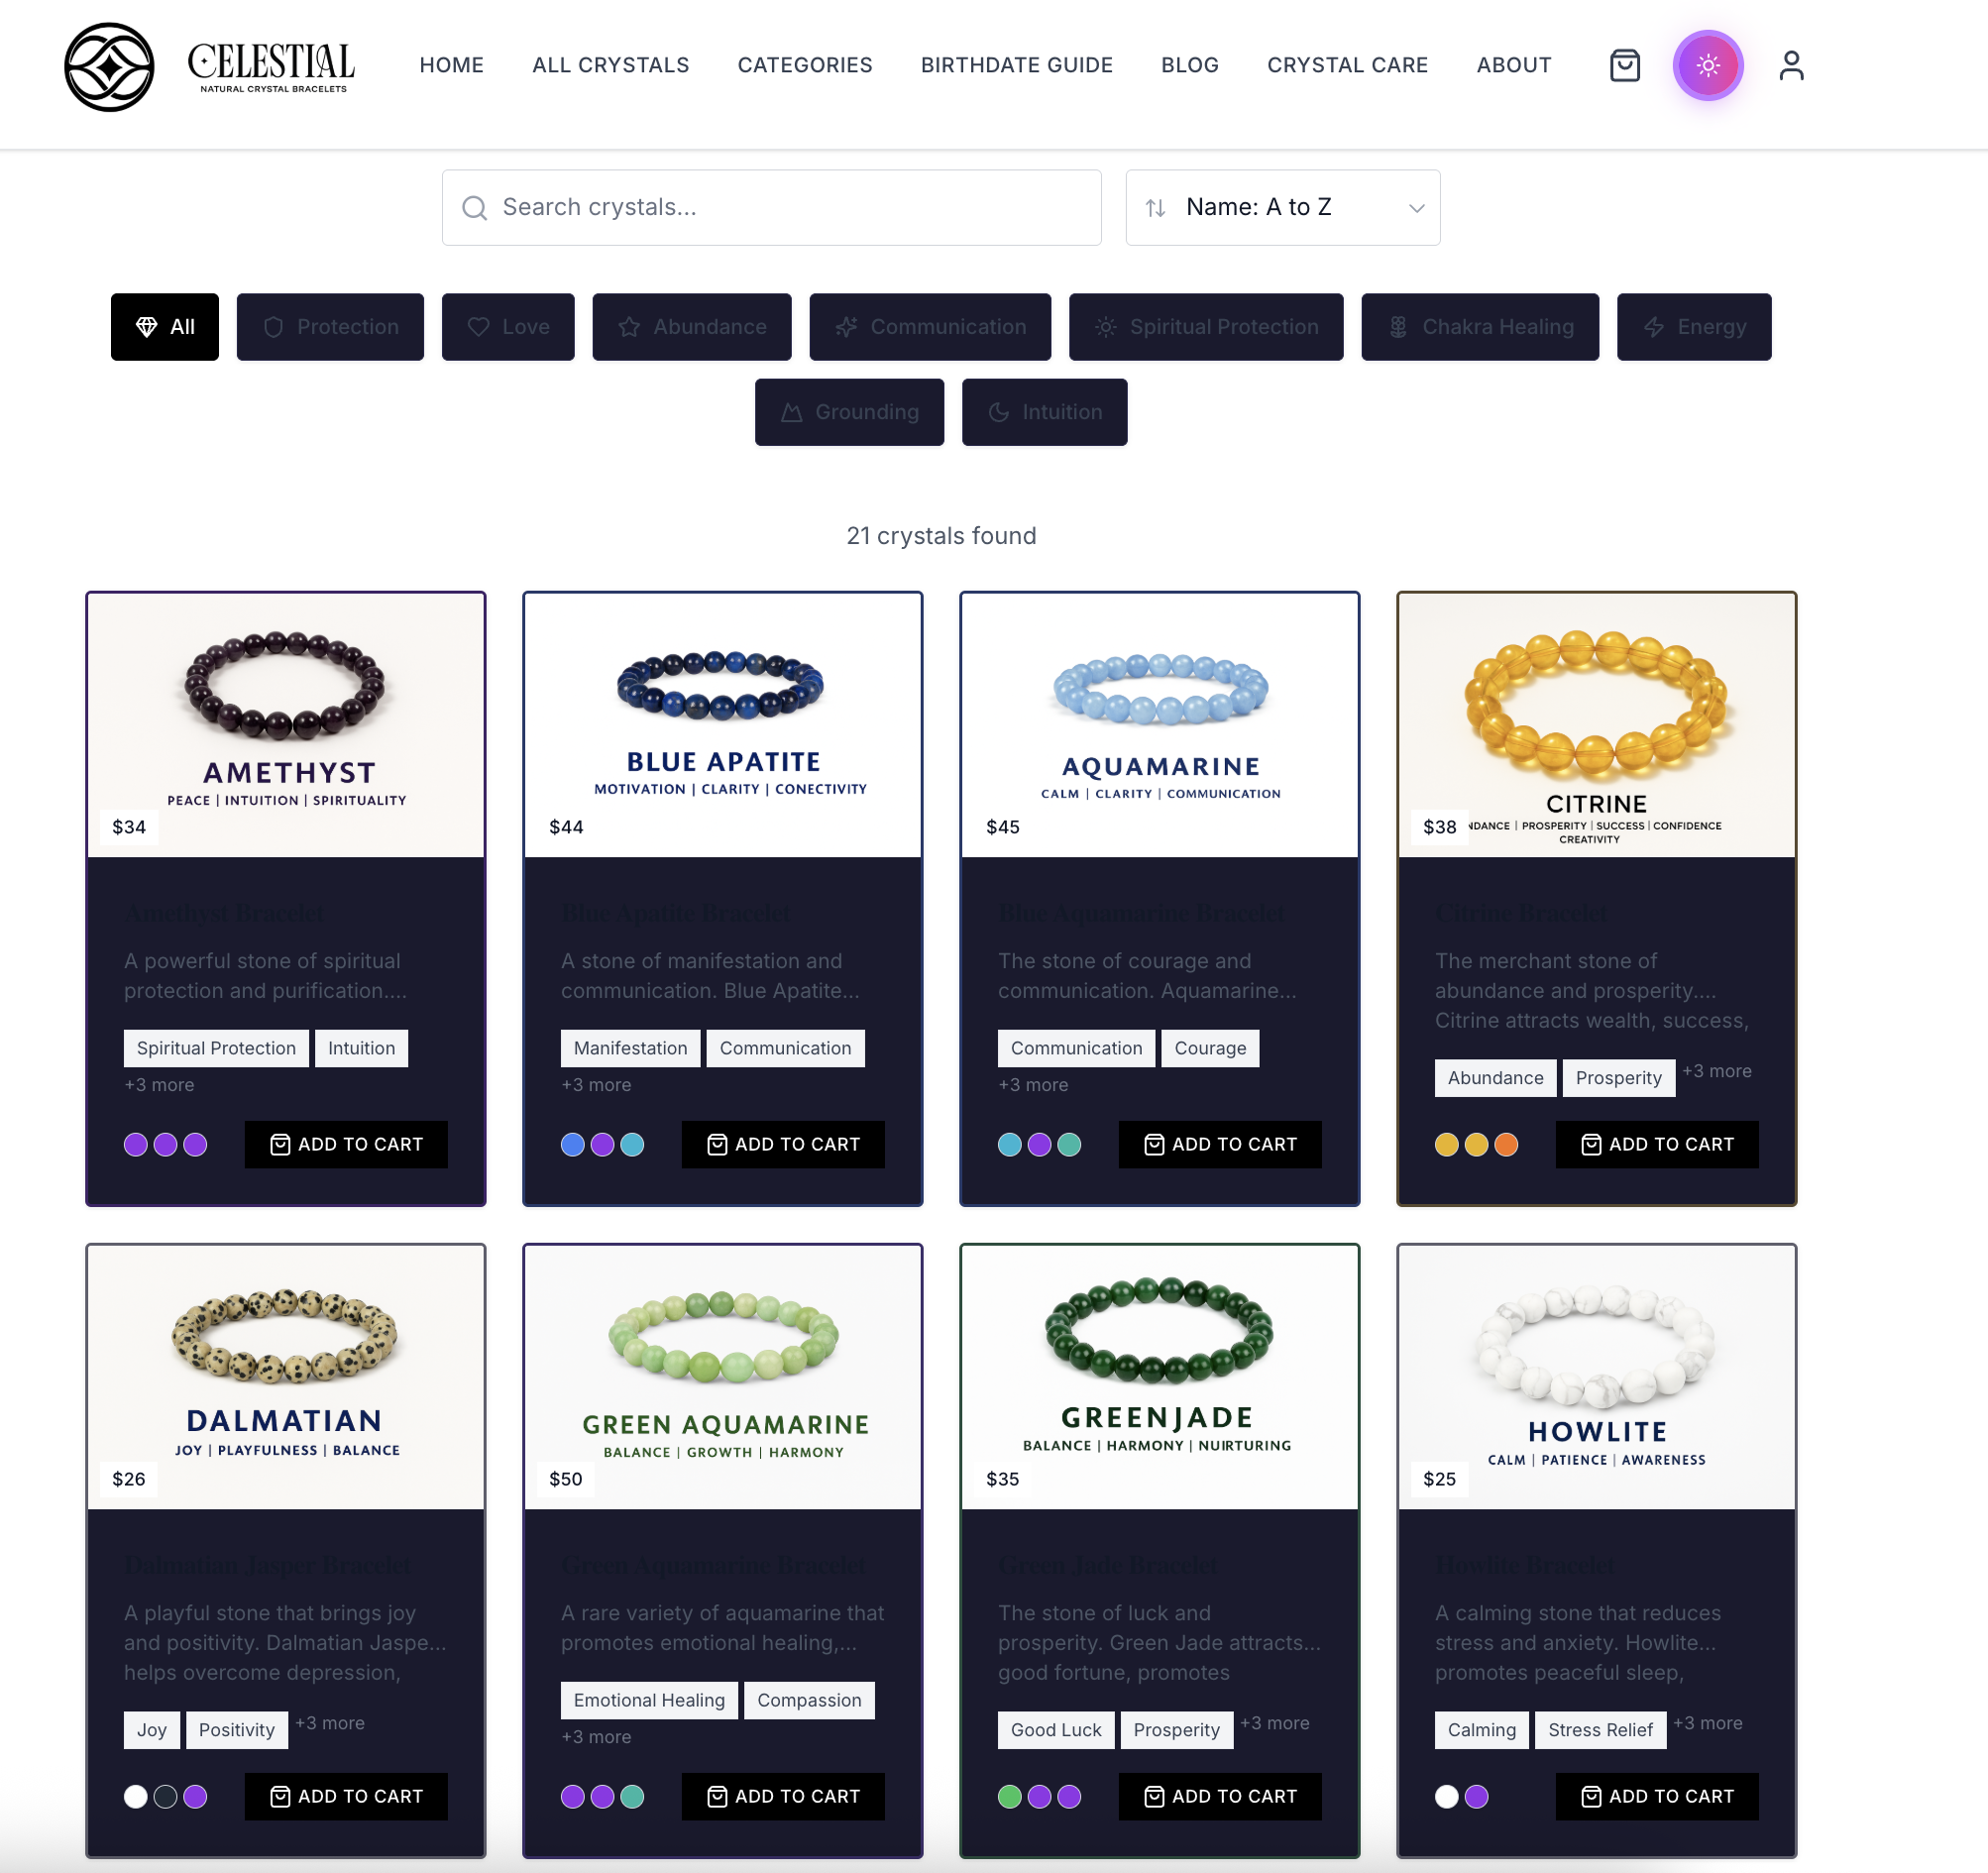 CELESTIAL
NATURAL CRYSTAL BRACELETS
HOME
ALL CRYSTALS
CATEGORIES
BIRTHDATE GUIDE
BLOG
CRYSTAL CARE
ABOUT
Search crystals...
Name: A to Z
All
Protection
Love
Abundance
Communication
Spiritual Protection
Chakra Healing
Energy
Grounding
Intuition
21 crystals found
AMETHYST
PEACE | INTUITION | SPIRITUALITY
$34
Amethyst Bracelet
A powerful stone of spiritual
protection and purification....
Spiritual Protection
Intuition
+3 more
ADD TO CART
BLUE APATITE
MOTIVATION | CLARITY | CONECTIVITY
$44
Blue Apatite Bracelet
A stone of manifestation and
communication. Blue Apatite...
Manifestation
Communication
+3 more
ADD TO CART
AQUAMARINE
CALM | CLARITY | COMMUNICATION
$45
Blue Aquamarine Bracelet
The stone of courage and
communication. Aquamarine...
Communication
Courage
+3 more
ADD TO CART
CITRINE
NDANCE | PROSPERITY | SUCCESS | CONFIDENCE
CREATIVITY
$38
Citrine Bracelet
The merchant stone of
abundance and prosperity....
Citrine attracts wealth, success,
Abundance
Prosperity
+3 more
ADD TO CART
DALMATIAN
JOY | PLAYFULNESS | BALANCE
$26
Dalmatian Jasper Bracelet
A playful stone that brings joy
and positivity. Dalmatian Jaspe...
helps overcome depression,
Joy
Positivity
+3 more
ADD TO CART
GREEN AQUAMARINE
BALANCE | GROWTH | HARMONY
$50
Green Aquamarine Bracelet
A rare variety of aquamarine that
promotes emotional healing,...
Emotional Healing
Compassion
+3 more
ADD TO CART
GREENJADE
BALANCE | HARMONY | NUIRTURING
$35
Green Jade Bracelet
The stone of luck and
prosperity. Green Jade attracts...
good fortune, promotes
Good Luck
Prosperity
+3 more
ADD TO CART
HOWLITE
CALM | PATIENCE | AWARENESS
$25
Howlite Bracelet
A calming stone that reduces
stress and anxiety. Howlite...
promotes peaceful sleep,
Calming
Stress Relief
+3 more
ADD TO CART